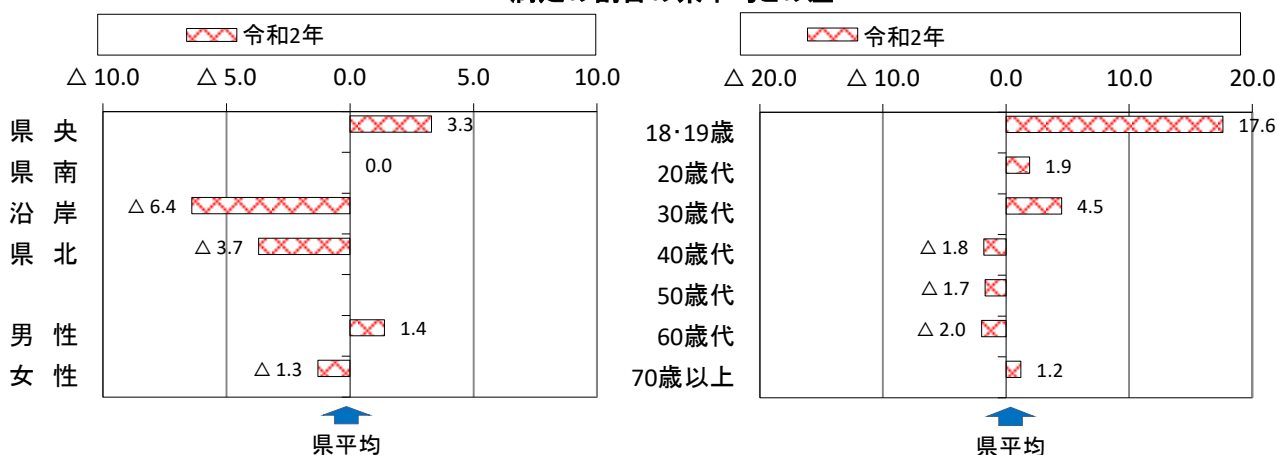 令和2年
△ 10.0 △ 5.0 0.0 5.0 10.0
県 央 3.3
県 南 0.0
沿 岸 △ 6.4
県 北 △ 3.7
男 性 1.4
女 性 △ 1.3
県平均
令和2年
△ 20.0 △ 10.0 0.0 10.0 20.0
18･19歳 17.6
20歳代 1.9
30歳代 4.5
40歳代 △ 1.8
50歳代 △ 1.7
60歳代 △ 2.0
70歳以上 1.2
県平均